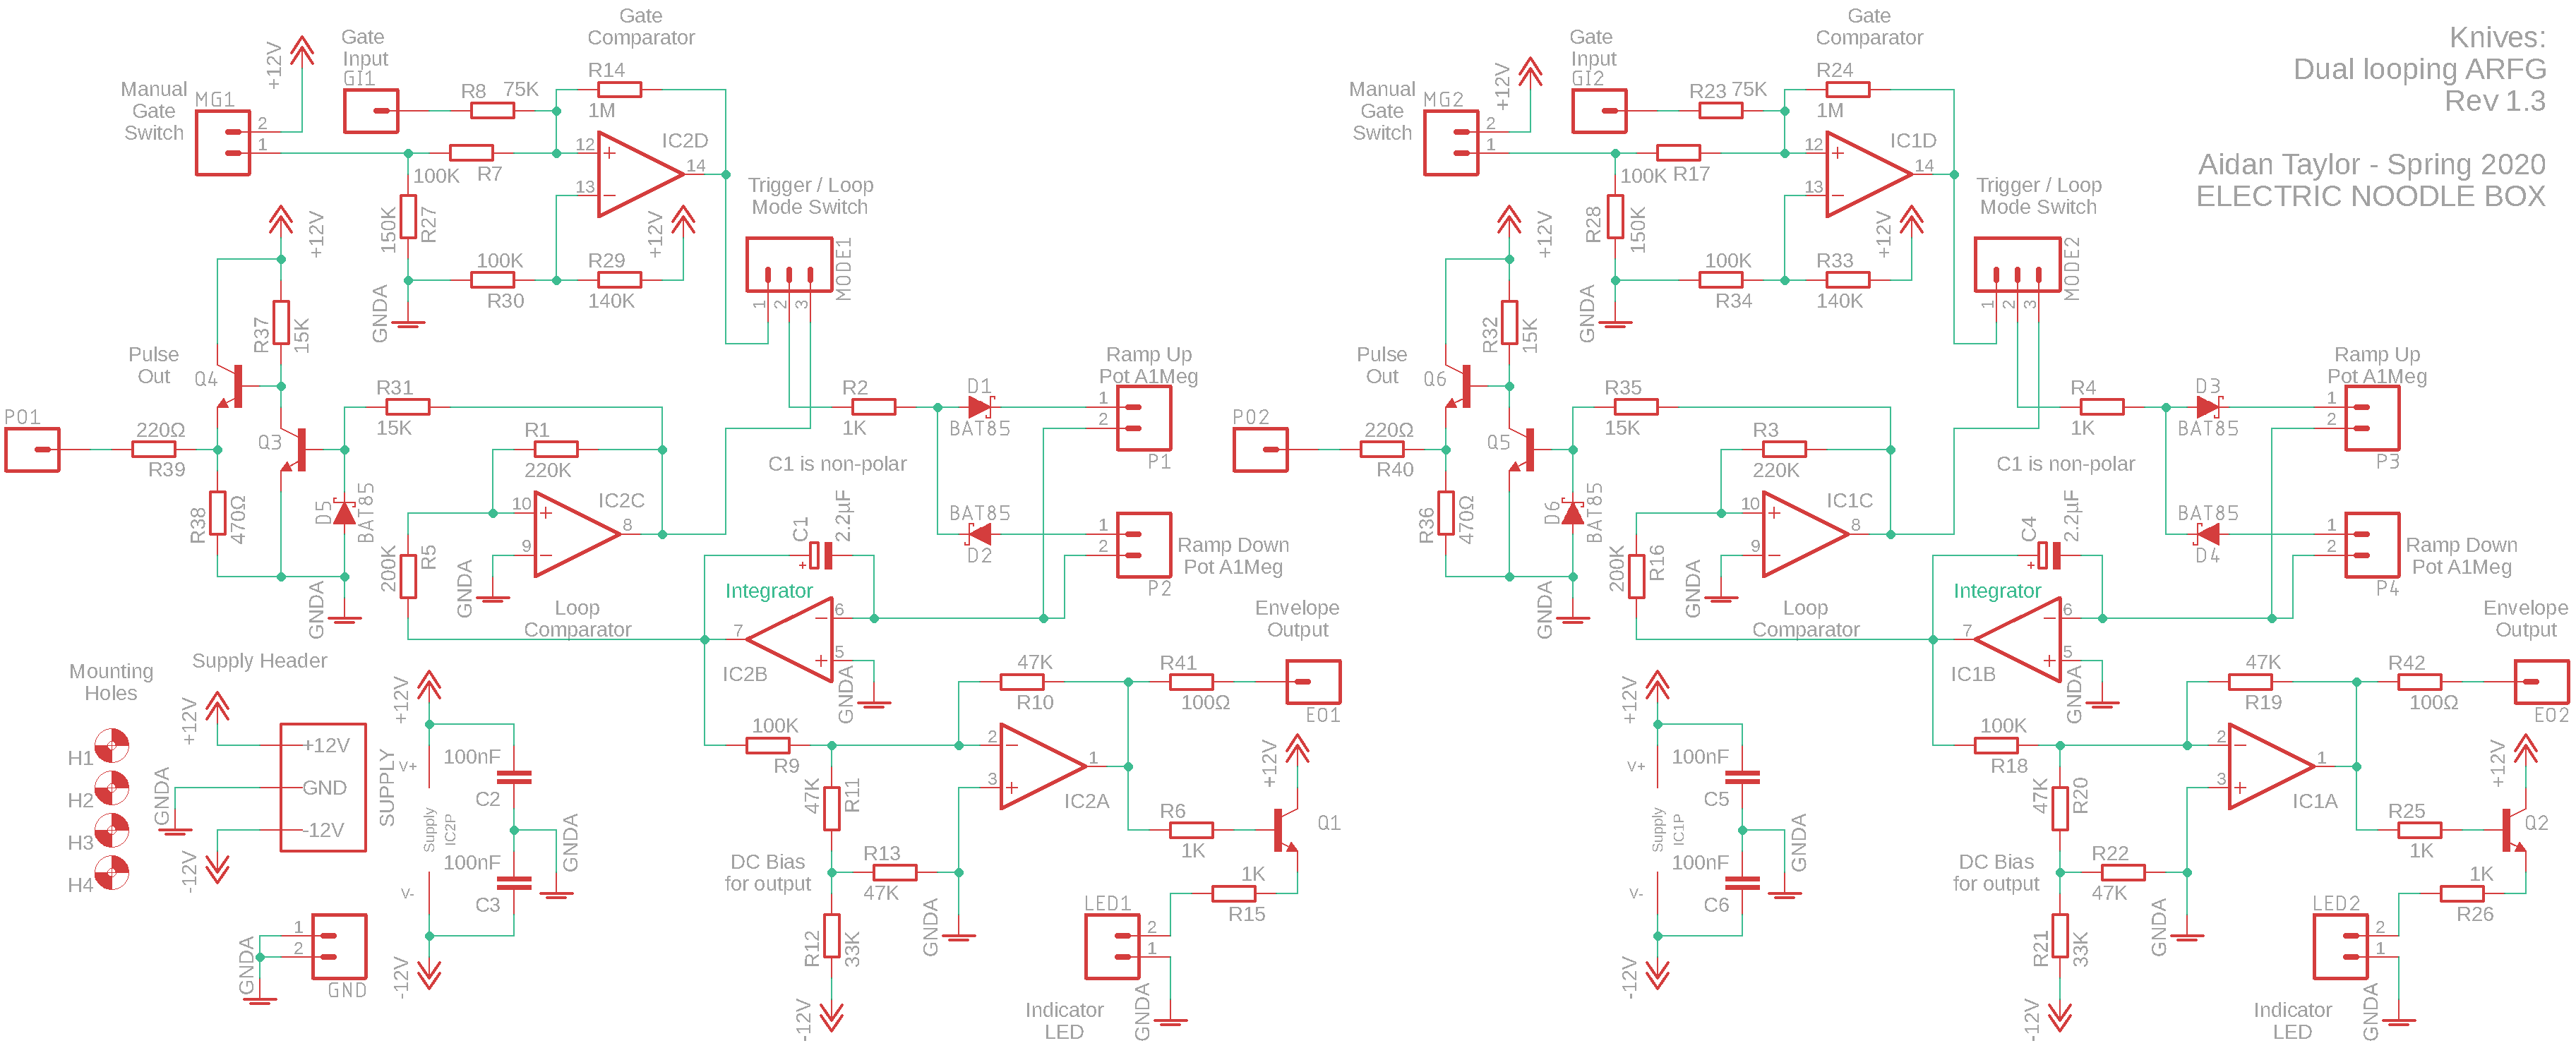 Knives:
Dual looping ARFG
Rev 1.3
Aidan Taylor - Spring 2020
ELECTRIC NOODLE BOX
Gate
Comparator
Gate
Input
GI1
+12V
Manual
Gate
Switch
MG1
2
1
R8
75K
R14
1M
IC2D
12
13
14
+
−
100K
R7
150K
R27
100K
R30
R29
140K
+12V
GNDA
Trigger / Loop
Mode Switch
MODE1
1
2
3
+12V
R37
15K
Pulse
Out
Q4
PO1
220Ω
R39
Q3
R38
470Ω
D5
BAT85
GNDA
R31
15K
R1
220K
IC2C
10
9
8
+
−
200K
R5
GNDA
Loop
Comparator
R2
1K
D1
BAT85
Ramp Up
Pot A1Meg
1
2
P1
C1 is non-polar
BAT85
D2
1
2
P2
Ramp Down
Pot A1Meg
C1
2.2µF
+
Integrator
7
6
5
−
+
IC2B
GNDA
Envelope
Output
EO1
47K
R10
R41
100Ω
100K
R9
47K
R11
2
3
1
−
+
IC2A
DC Bias
for output
R13
47K
R12
33K
-12V
GNDA
R6
1K
+12V
Q1
1K
R15
LED1
2
1
Indicator
LED
GNDA
Mounting
Holes
H1
H2
H3
H4
Supply Header
+12V
+12V
GND
-12V
SUPPLY
GNDA
-12V
+12V
V+
Supply
IC2P
V-
100nF
C2
100nF
C3
GNDA
-12V
GNDA
1
2
GND
Gate
Comparator
Gate
Input
GI2
+12V
Manual
Gate
Switch
MG2
2
1
R23
75K
R24
1M
IC1D
12
13
14
+
−
100K
R17
R28
150K
100K
R34
R33
140K
+12V
GNDA
Trigger / Loop
Mode Switch
MODE2
1
2
3
+12V
R32
15K
Pulse
Out
Q6
PO2
220Ω
R40
Q5
R36
470Ω
D6
BAT85
GNDA
R35
15K
R3
220K
IC1C
10
9
8
+
−
200K
R16
GNDA
Loop
Comparator
R4
1K
D3
BAT85
Ramp Up
Pot A1Meg
1
2
P3
C1 is non-polar
BAT85
D4
1
2
P4
Ramp Down
Pot A1Meg
C4
2.2µF
+
Integrator
7
6
5
−
+
IC1B
GNDA
Envelope
Output
EO2
47K
R19
R42
100Ω
100K
R18
47K
R20
2
3
1
−
+
IC1A
DC Bias
for output
R22
47K
R21
33K
-12V
GNDA
R25
1K
+12V
Q2
1K
R26
LED2
2
1
Indicator
LED
GNDA
+12V
V+
Supply
IC1P
V-
100nF
C5
100nF
C6
GNDA
-12V